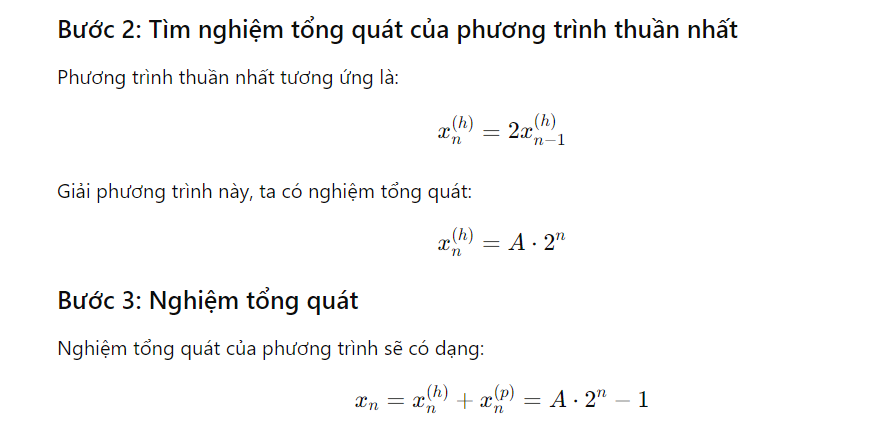 Bước 2: Tìm nghiệm tổng quát của phương trình thuần nhất
Phương trình thuần nhất tương ứng là:
x_n^{(h)} = 2x_{n-1}^{(h)}
Giải phương trình này, ta có nghiệm tổng quát:
x_n^{(h)} = A · 2^n
Bước 3: Nghiệm tổng quát
Nghiệm tổng quát của phương trình sẽ có dạng:
x_n = x_n^{(h)} + x_n^{(p)} = A · 2^n − 1